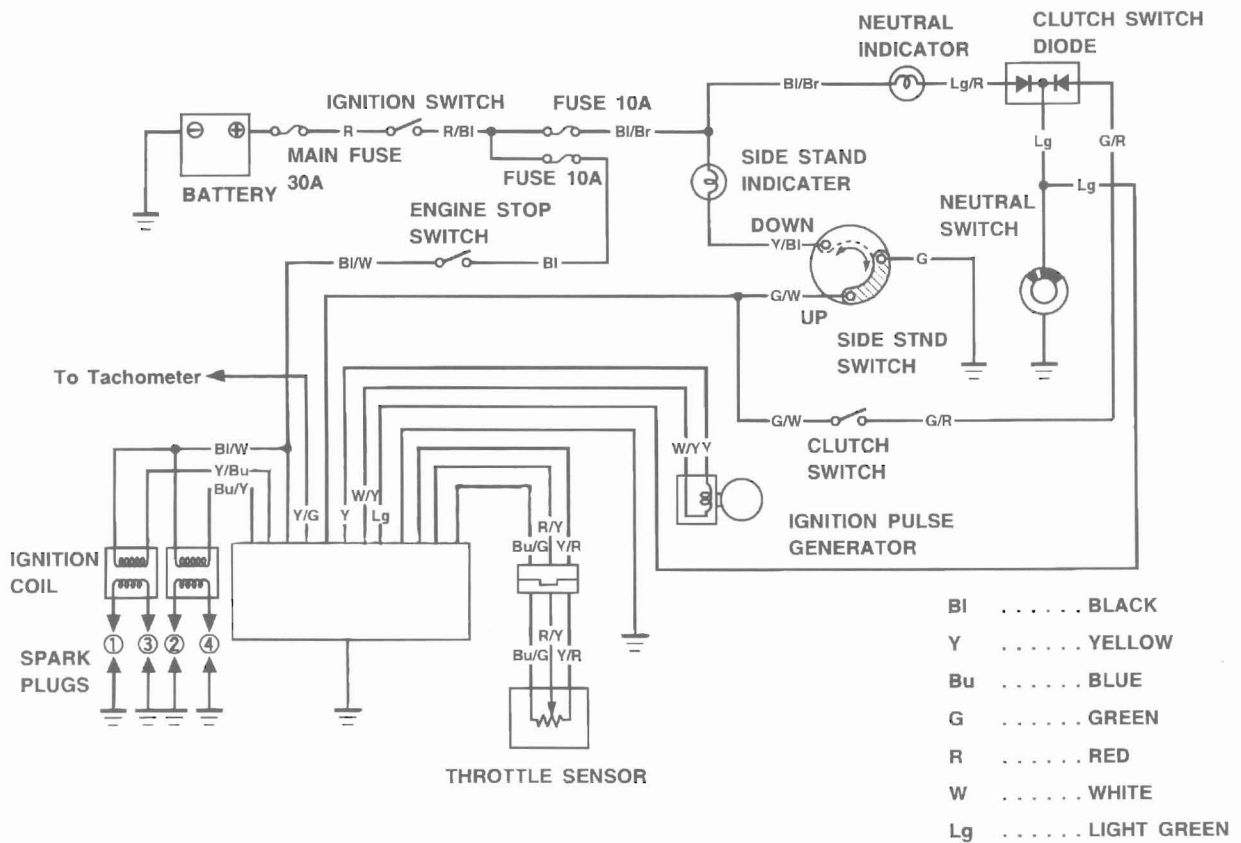 NEUTRAL
INDICATOR
CLUTCH SWITCH
DIODE
Bl/Br
Lg/R
IGNITION SWITCH
FUSE 10A
R
R/Bl
Bl/Br
MAIN FUSE
30A
BATTERY
FUSE 10A
Lg
G/R
SIDE STAND
INDICATER
Lg
NEUTRAL
SWITCH
ENGINE STOP
SWITCH
DOWN
Y/Bl
G
Bl/W
Bl
G/W
UP
SIDE STND
SWITCH
To Tachometer
G/W
G/R
CLUTCH
SWITCH
Bl/W
Y/Bu
Bu/Y
W/Y
Y
Y/G
Y
W/Y
Lg
IGNITION PULSE
GENERATOR
R/Y
Bu/G
Y/R
IGNITION
COIL
1
3
2
4
SPARK
PLUGS
R/Y
Bu/G
Y/R
THROTTLE SENSOR
Bl ...... BLACK
Y ...... YELLOW
Bu ...... BLUE
G ...... GREEN
R ...... RED
W ...... WHITE
Lg ...... LIGHT GREEN